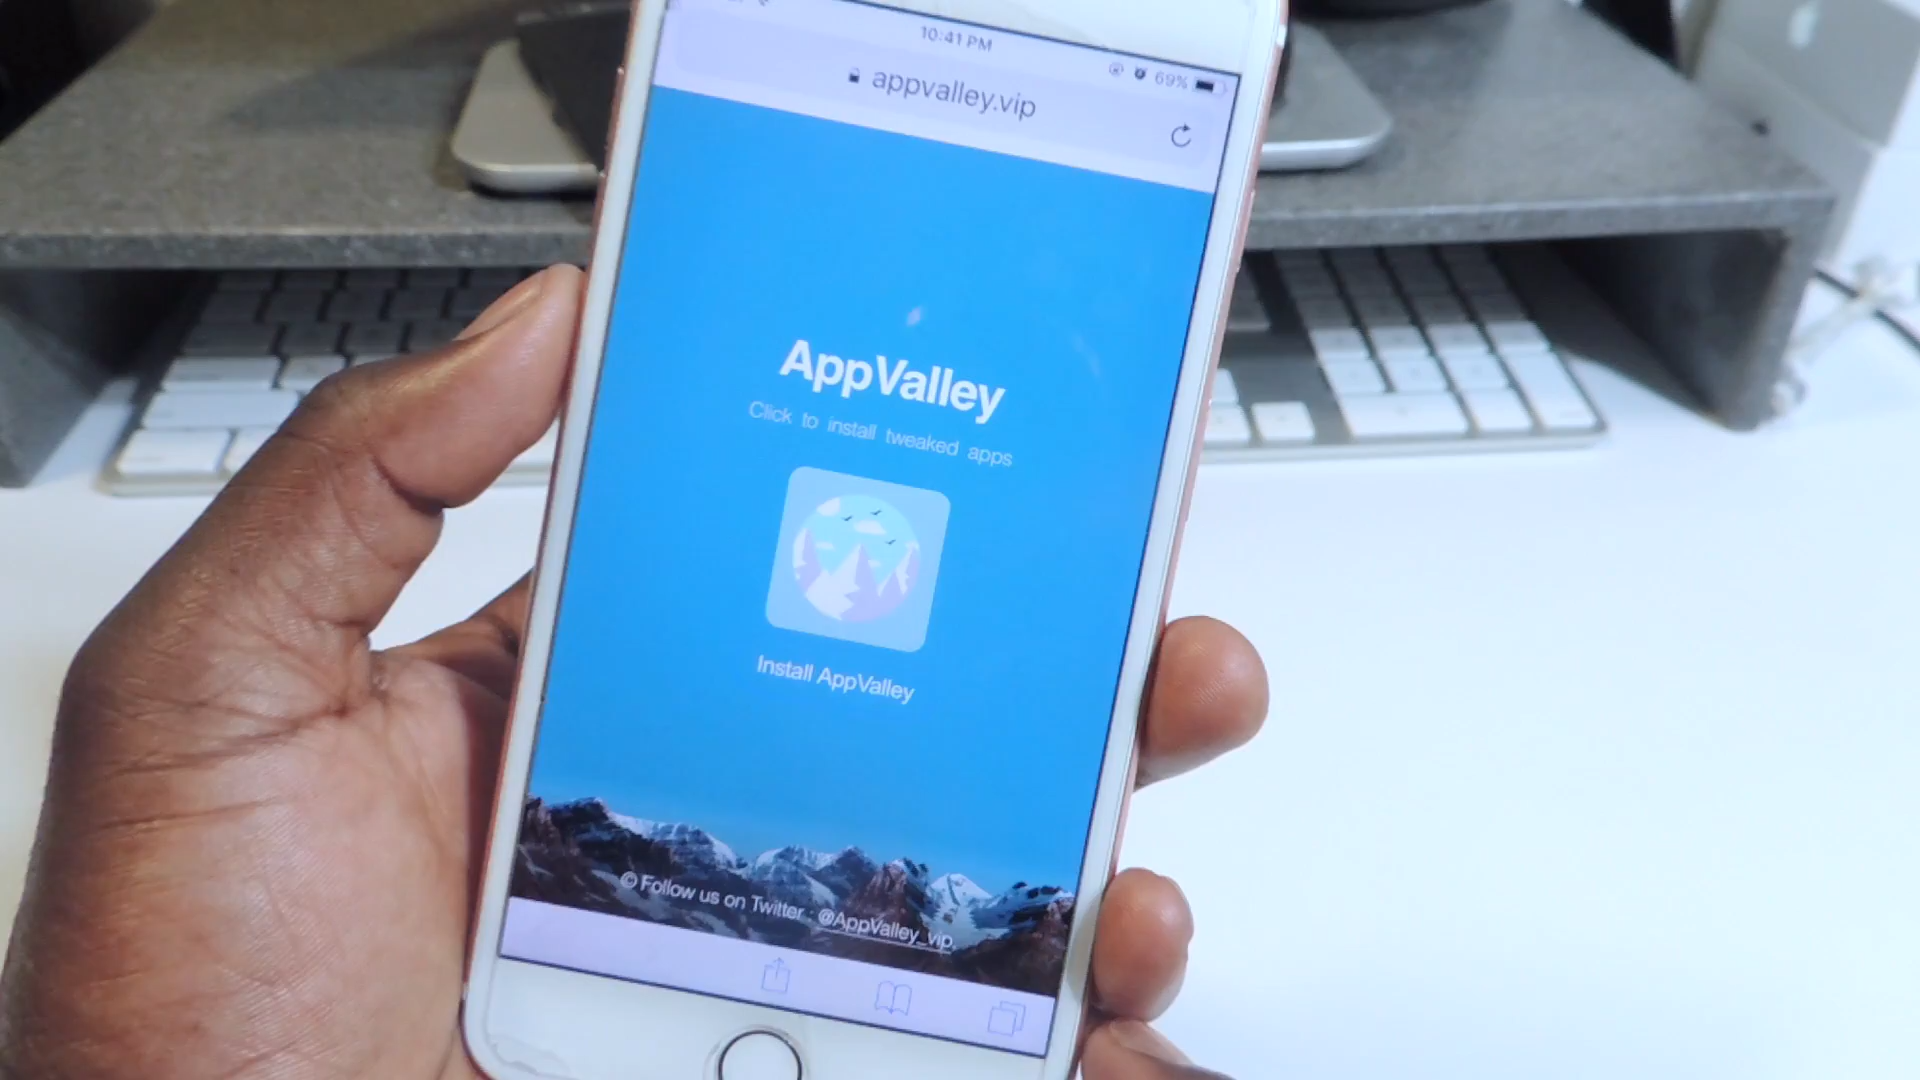 10:41 PM
69%
appvalley.vip
AppValley
Click to install tweaked apps
Install AppValley
© Follow us on Twitter : @AppValley_vip.